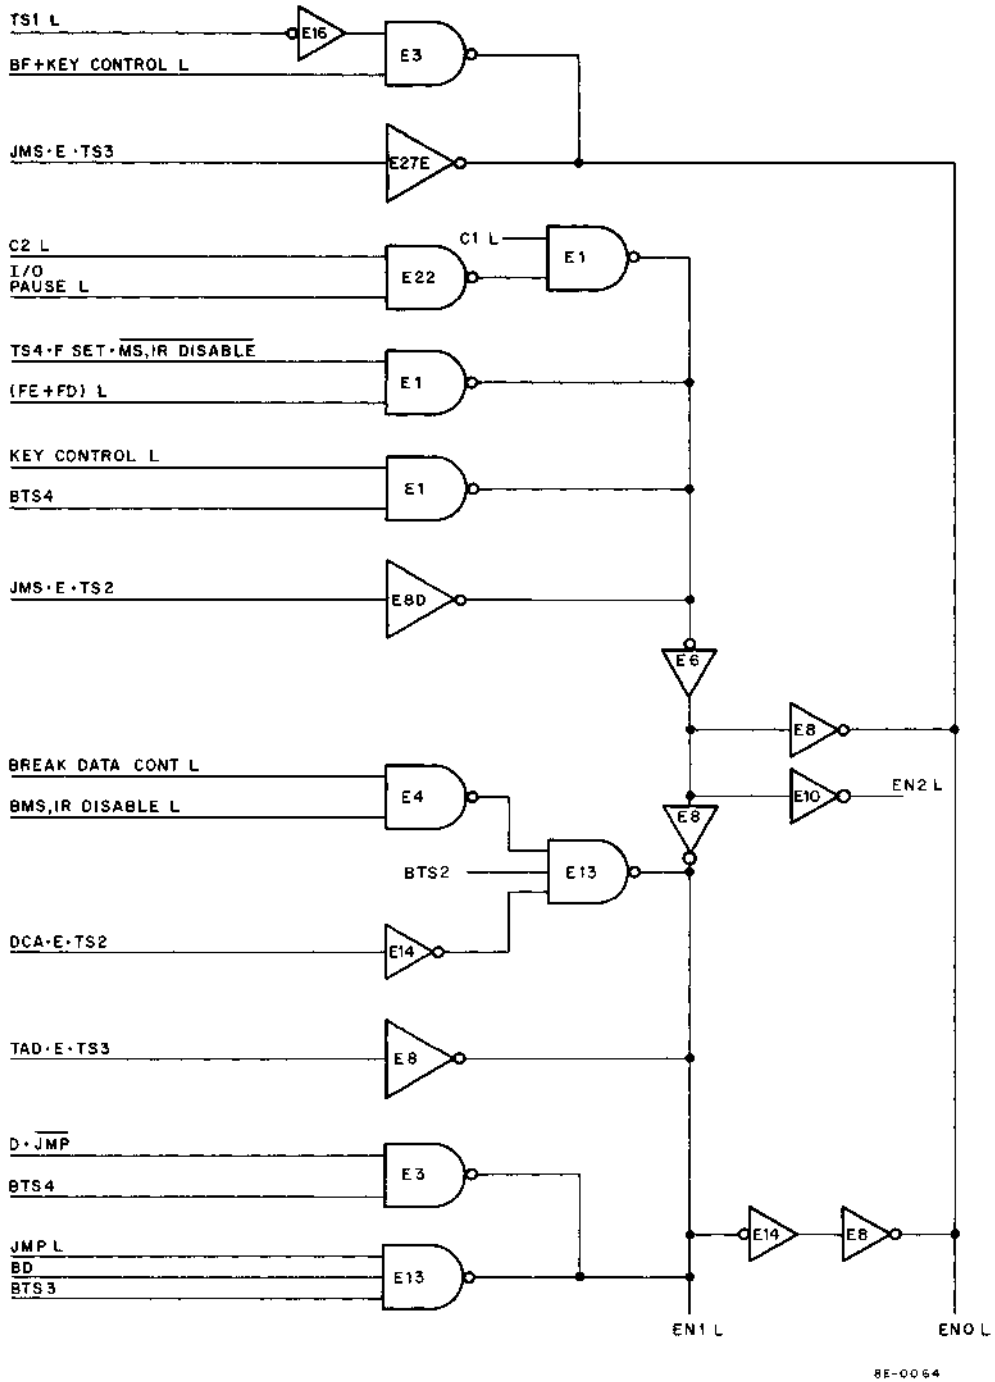 TS1 L
E16
E3
BF+KEY CONTROL L
JMS·E·TS3
E27E
C2 L
C1 L
E1
E22
I/O
PAUSE L
TS4·F SET·MS,IR DISABLE
E1
(FE+FD) L
KEY CONTROL L
E1
BTS4
JMS·E·TS2
E8D
E6
E8
BREAK DATA CONT L
E4
E10
EN2 L
BMS,IR DISABLE L
E8
BTS2
E13
DCA·E·TS2
E14
TAD·E·TS3
E8
D·JMP
E3
BTS4
E14
E8
JMP L
BD
E13
BTS3
EN1 L
EN0 L
8E-0064